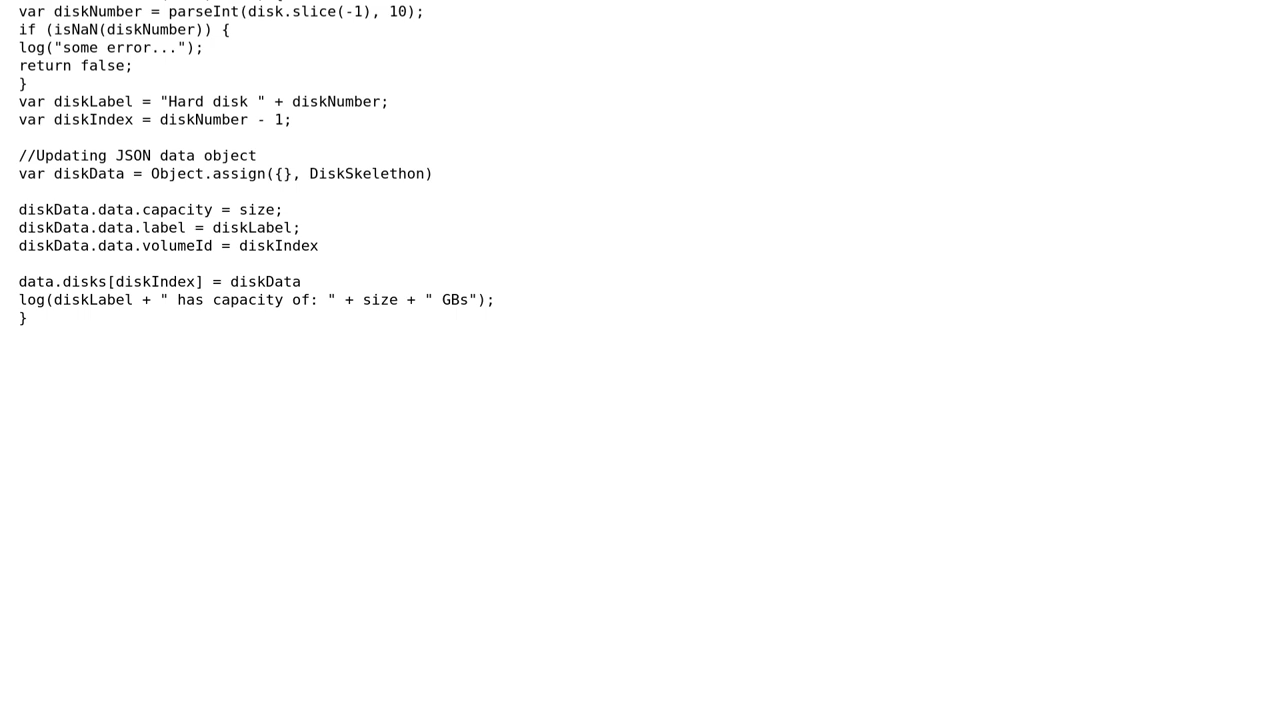 var diskNumber = parseInt(disk.slice(-1), 10);
if (isNaN(diskNumber)) {
log("some error...");
return false;
}
var diskLabel = "Hard disk " + diskNumber;
var diskIndex = diskNumber - 1;

//Updating JSON data object
var diskData = Object.assign({}, DiskSkelethon)

diskData.data.capacity = size;
diskData.data.label = diskLabel;
diskData.data.volumeId = diskIndex

data.disks[diskIndex] = diskData
log(diskLabel + " has capacity of: " + size + " GBs");
}